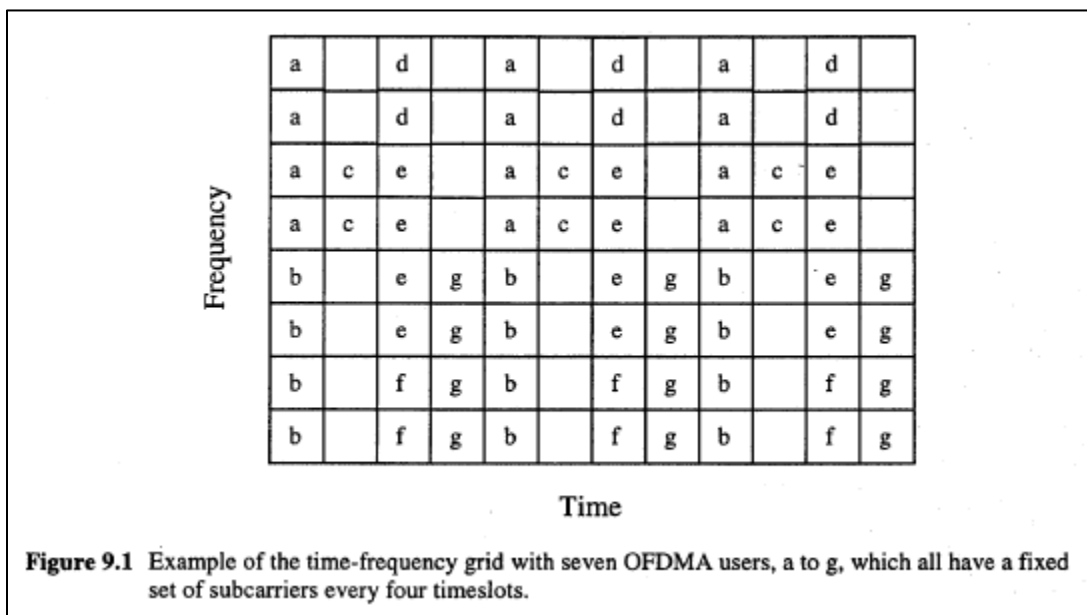 a d a d a d
a d a d a d
a c e a c e a c e
a c e a c e a c e
b e g b e g b e g
b e g b e g b e g
b f g b f g b f g
b f g b f g b f g
Frequency
Time
Figure 9.1 Example of the time-frequency grid with seven OFDMA users, a to g, which all have a fixed
set of subcarriers every four timeslots.